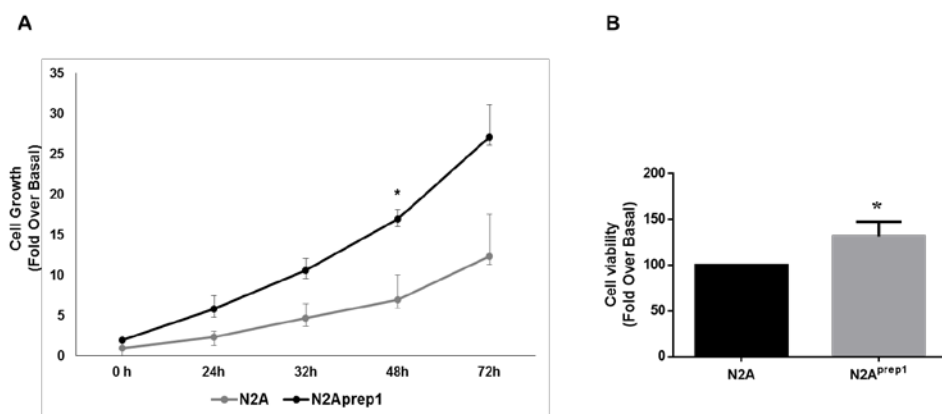 A
Cell Growth
(Fold Over Basal)
35
30
25
20
15
10
5
0
*
0 h 24h 32h 48h 72h
N2A N2Aprep1
B
Cell viability
(Fold Over Basal)
200
150
100
50
0
*
N2A N2Aprep1